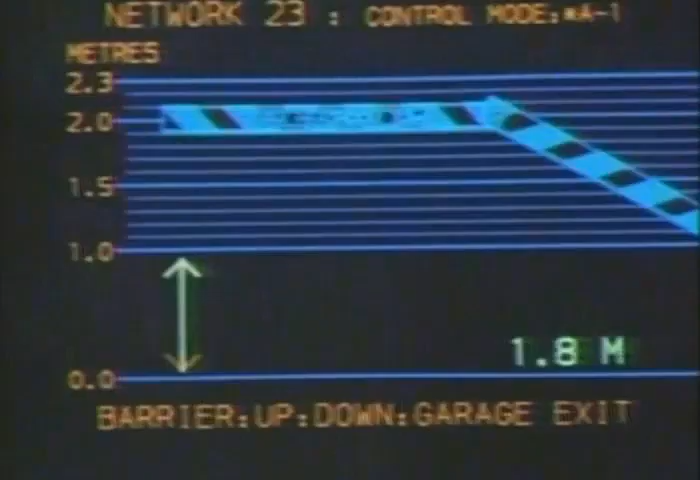 NETWORK 23 : CONTROL MODE:*A-1
METRES
2.3
2.0
1.5
1.0
1.8 M
0.0
BARRIER:UP:DOWN:GARAGE EXIT